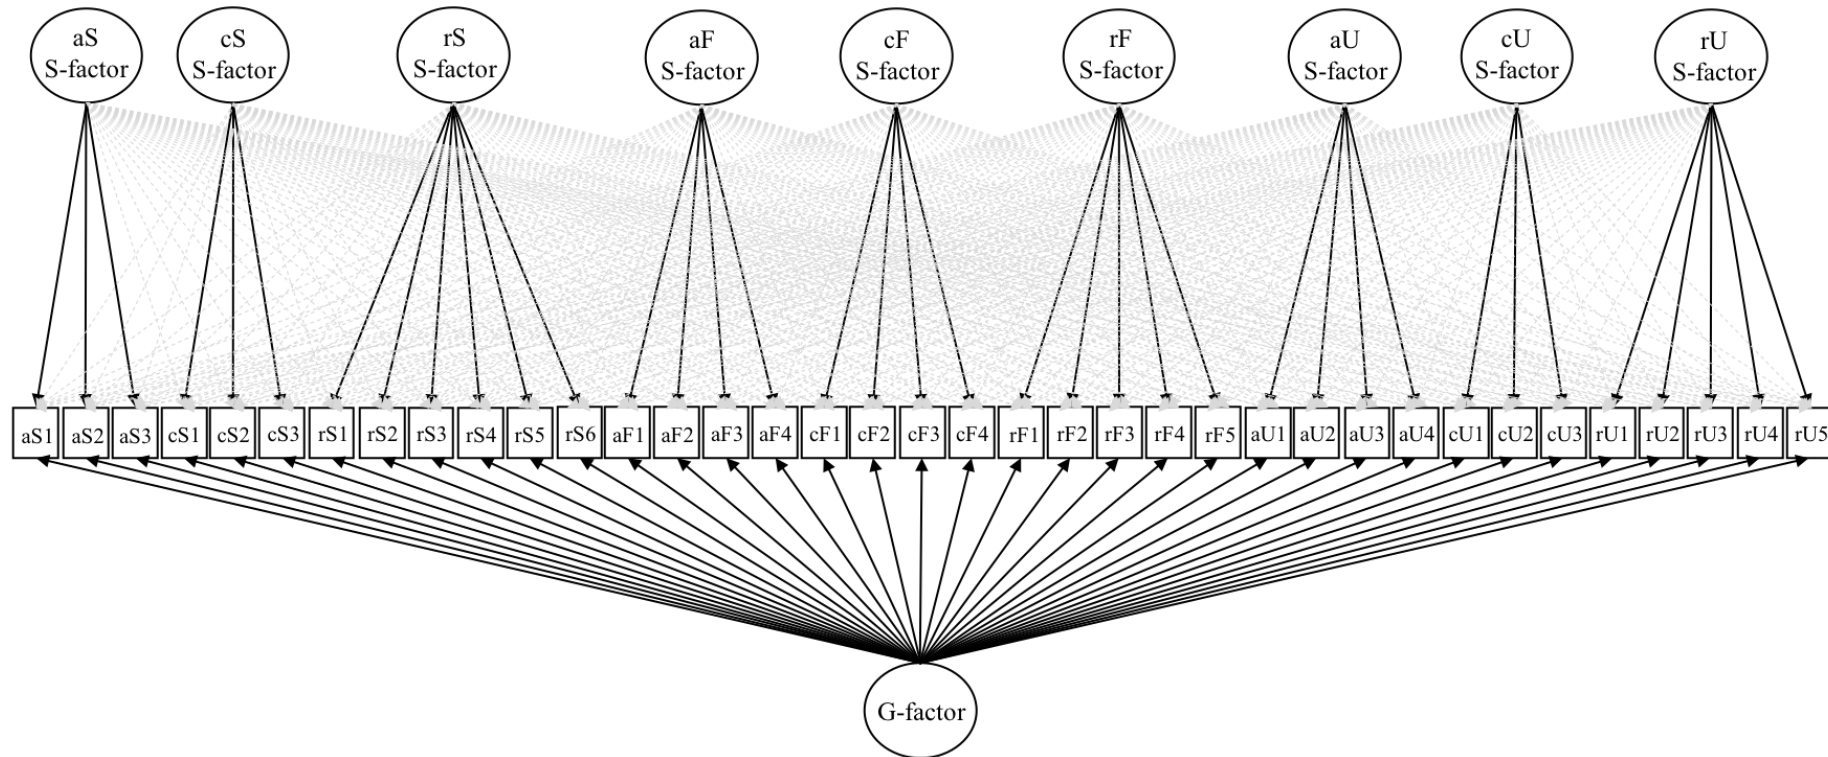 aS
S-factor
cS
S-factor
rS
S-factor
aF
S-factor
cF
S-factor
rF
S-factor
aU
S-factor
cU
S-factor
rU
S-factor
aS1 aS2 aS3 cS1 cS2 cS3 rS1 rS2 rS3 rS4 rS5 rS6 aF1 aF2 aF3 aF4 cF1 cF2 cF3 cF4 rF1 rF2 rF3 rF4 rF5 aU1 aU2 aU3 aU4 cU1 cU2 cU3 rU1 rU2 rU3 rU4 rU5
G-factor